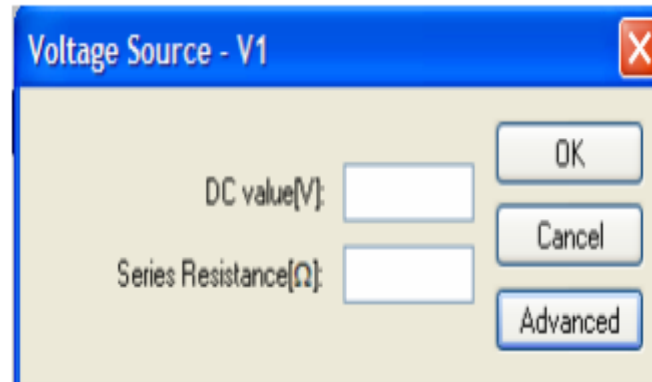 Voltage Source - V1
DC value[V]:
OK
Series Resistance[Ω]:
Cancel
Advanced